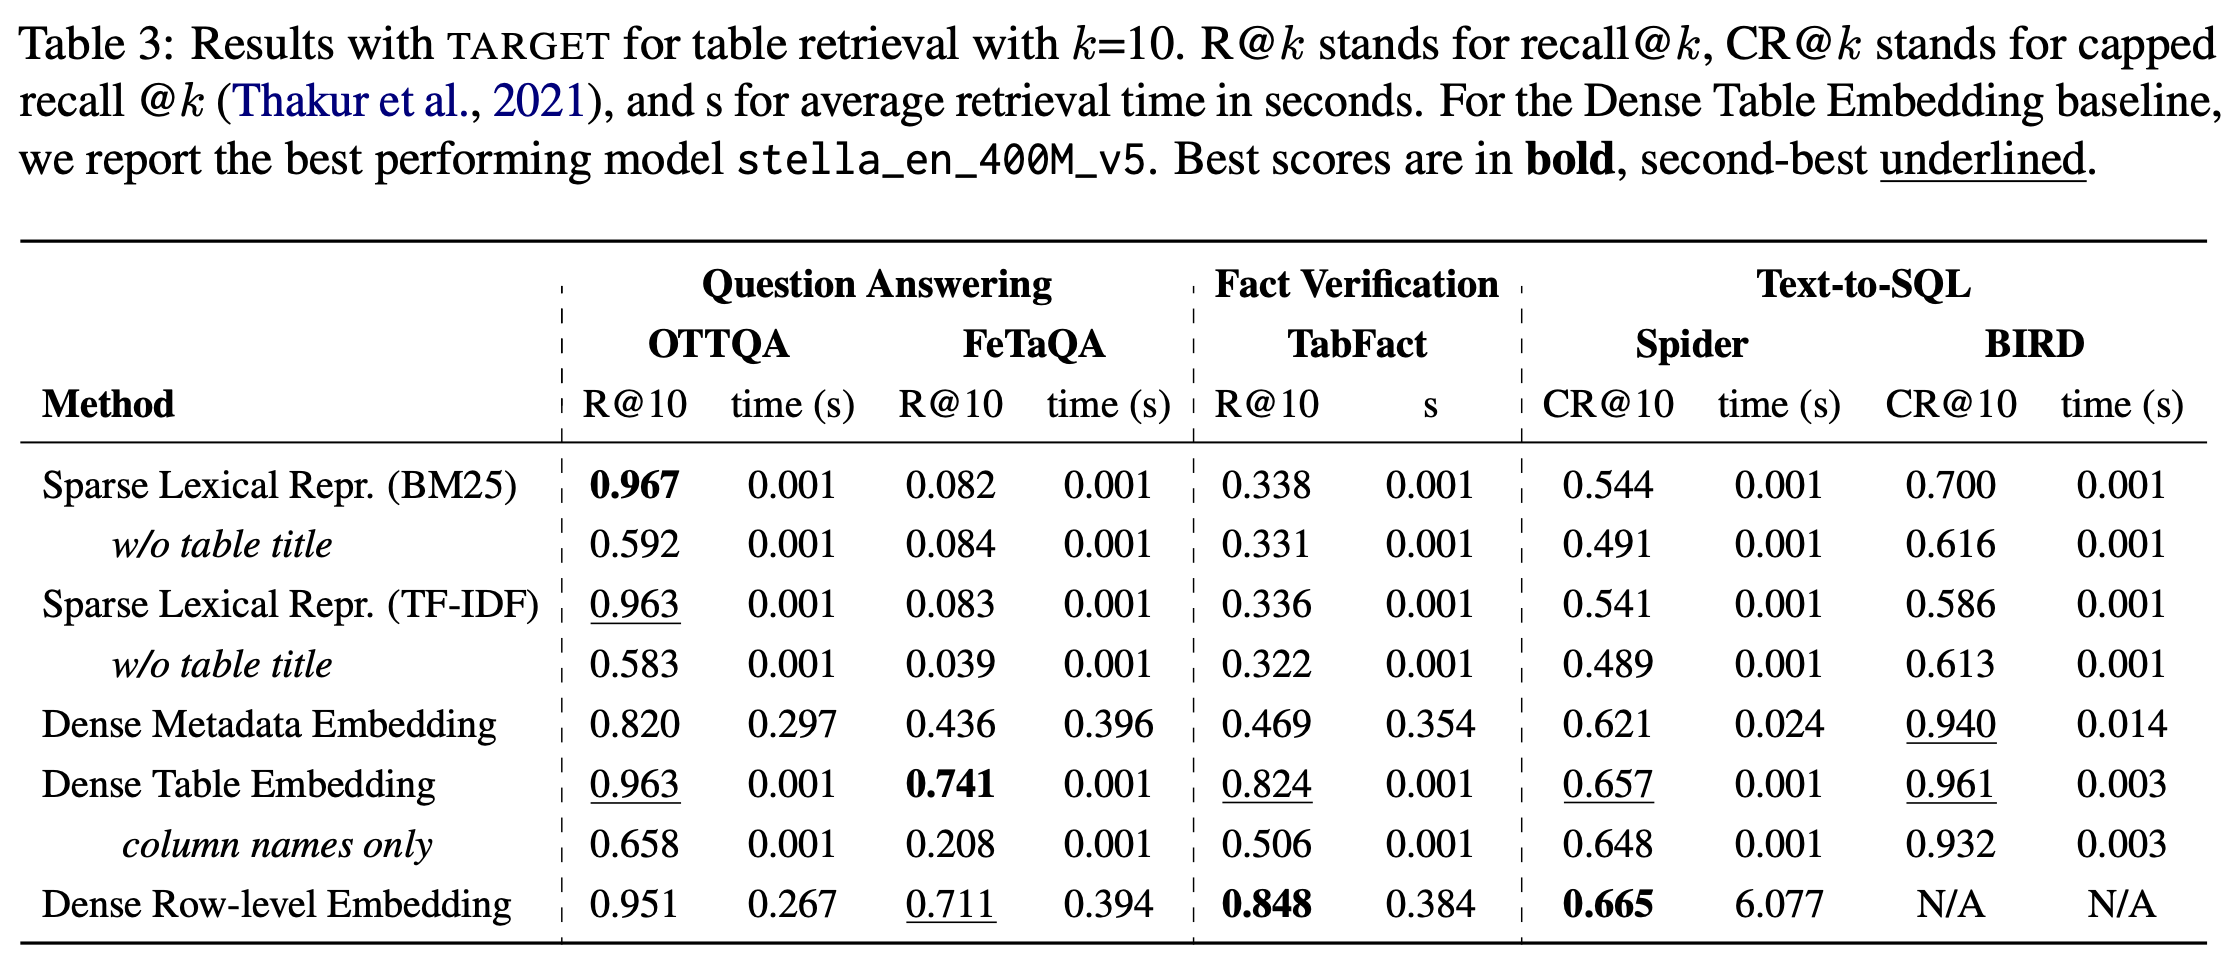 Table 3: Results with TARGET for table retrieval with k=10. R@k stands for recall@k, CR@k stands for capped
recall @k (Thakur et al., 2021), and s for average retrieval time in seconds. For the Dense Table Embedding baseline,
we report the best performing model stella_en_400M_v5. Best scores are in bold, second-best underlined.
Question Answering Fact Verification Text-to-SQL
OTTQA FeTaQA TabFact Spider BIRD
Method R@10 time (s) R@10 time (s) R@10 s CR@10 time (s) CR@10 time (s)
Sparse Lexical Repr. (BM25) 0.967 0.001 0.082 0.001 0.338 0.001 0.544 0.001 0.700 0.001
w/o table title 0.592 0.001 0.084 0.001 0.331 0.001 0.491 0.001 0.616 0.001
Sparse Lexical Repr. (TF-IDF) 0.963 0.001 0.083 0.001 0.336 0.001 0.541 0.001 0.586 0.001
w/o table title 0.583 0.001 0.039 0.001 0.322 0.001 0.489 0.001 0.613 0.001
Dense Metadata Embedding 0.820 0.297 0.436 0.396 0.469 0.354 0.621 0.024 0.940 0.014
Dense Table Embedding 0.963 0.001 0.741 0.001 0.824 0.001 0.657 0.001 0.961 0.003
column names only 0.658 0.001 0.208 0.001 0.506 0.001 0.648 0.001 0.932 0.003
Dense Row-level Embedding 0.951 0.267 0.711 0.394 0.848 0.384 0.665 6.077 N/A N/A